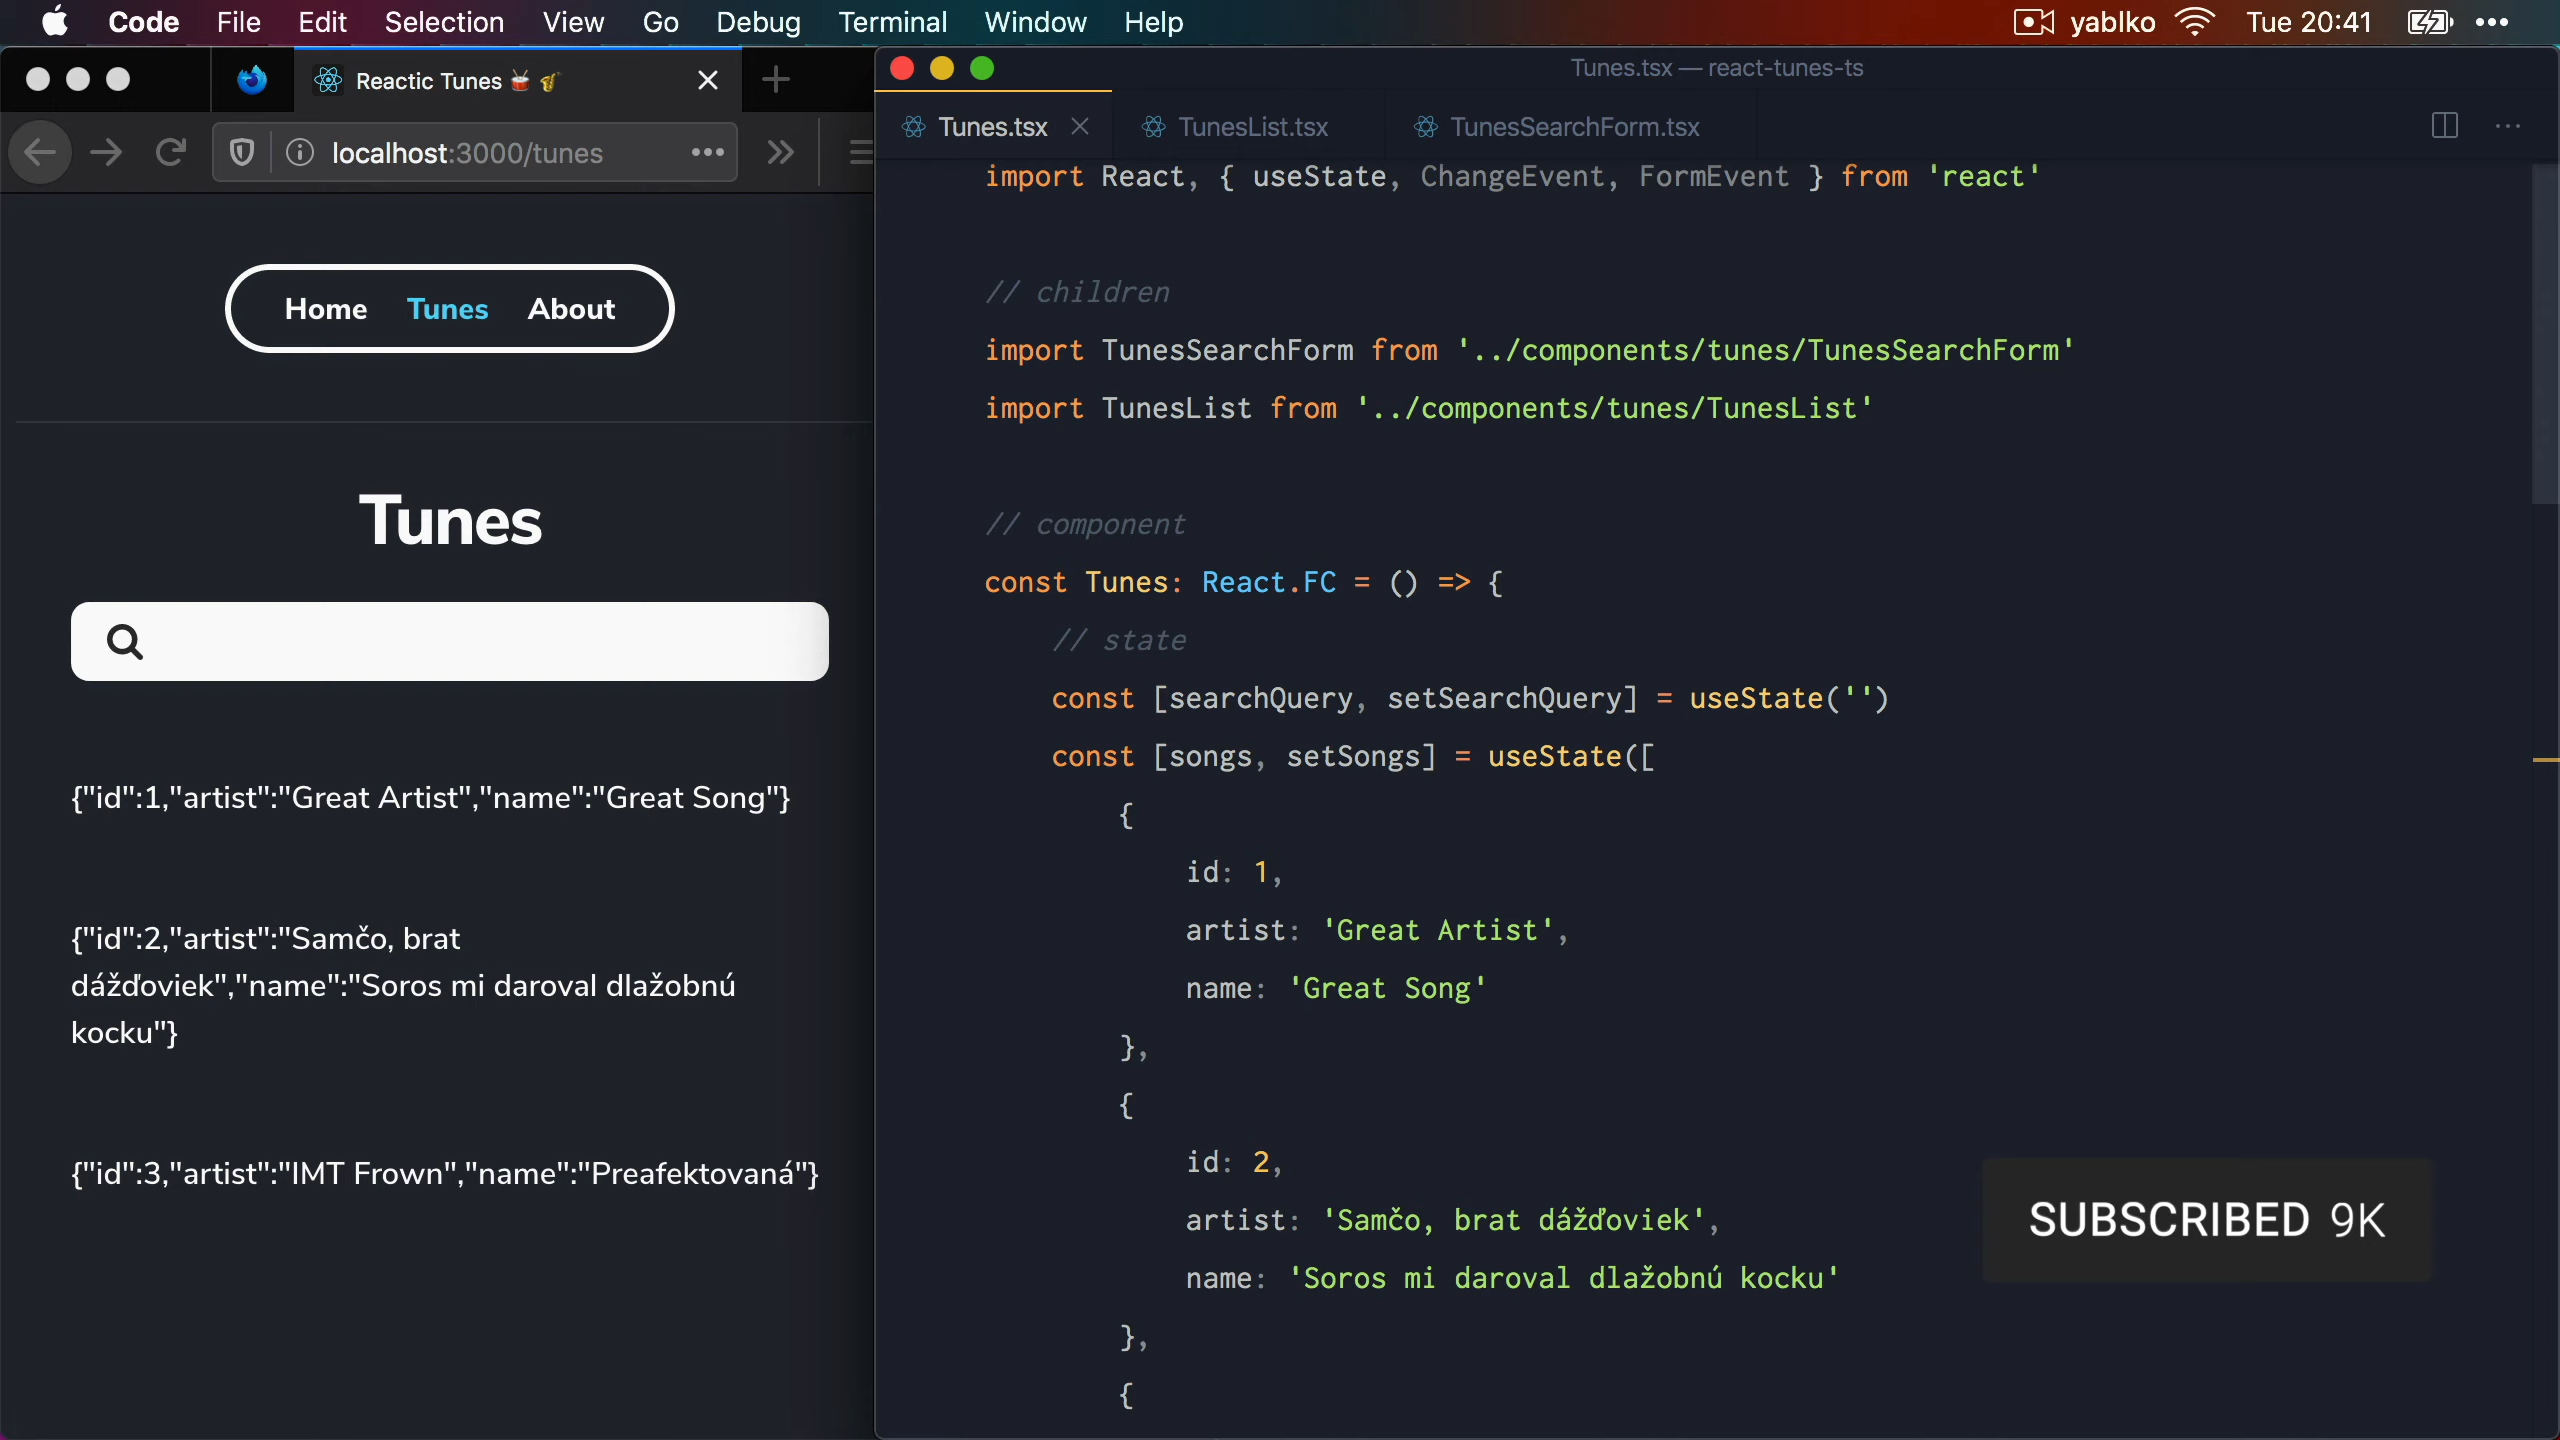 Code File Edit Selection View Go Debug Terminal Window Help yablko Tue 20:41
Reactic Tunes
localhost:3000/tunes
Home Tunes About
Tunes
{"id":1,"artist":"Great Artist","name":"Great Song"}
{"id":2,"artist":"Samčo, brat
dážďoviek","name":"Soros mi daroval dlažobnú
kocku"}
{"id":3,"artist":"IMT Frown","name":"Preafektovaná"}
Tunes.tsx — react-tunes-ts
Tunes.tsx TunesList.tsx TunesSearchForm.tsx
import React, { useState, ChangeEvent, FormEvent } from 'react'
// children
import TunesSearchForm from '../components/tunes/TunesSearchForm'
import TunesList from '../components/tunes/TunesList'
// component
const Tunes: React.FC = () => {
// state
const [searchQuery, setSearchQuery] = useState('')
const [songs, setSongs] = useState([
{
id: 1,
artist: 'Great Artist',
name: 'Great Song'
},
{
id: 2,
artist: 'Samčo, brat dážďoviek',
name: 'Soros mi daroval dlažobnú kocku'
},
{
SUBSCRIBED 9K